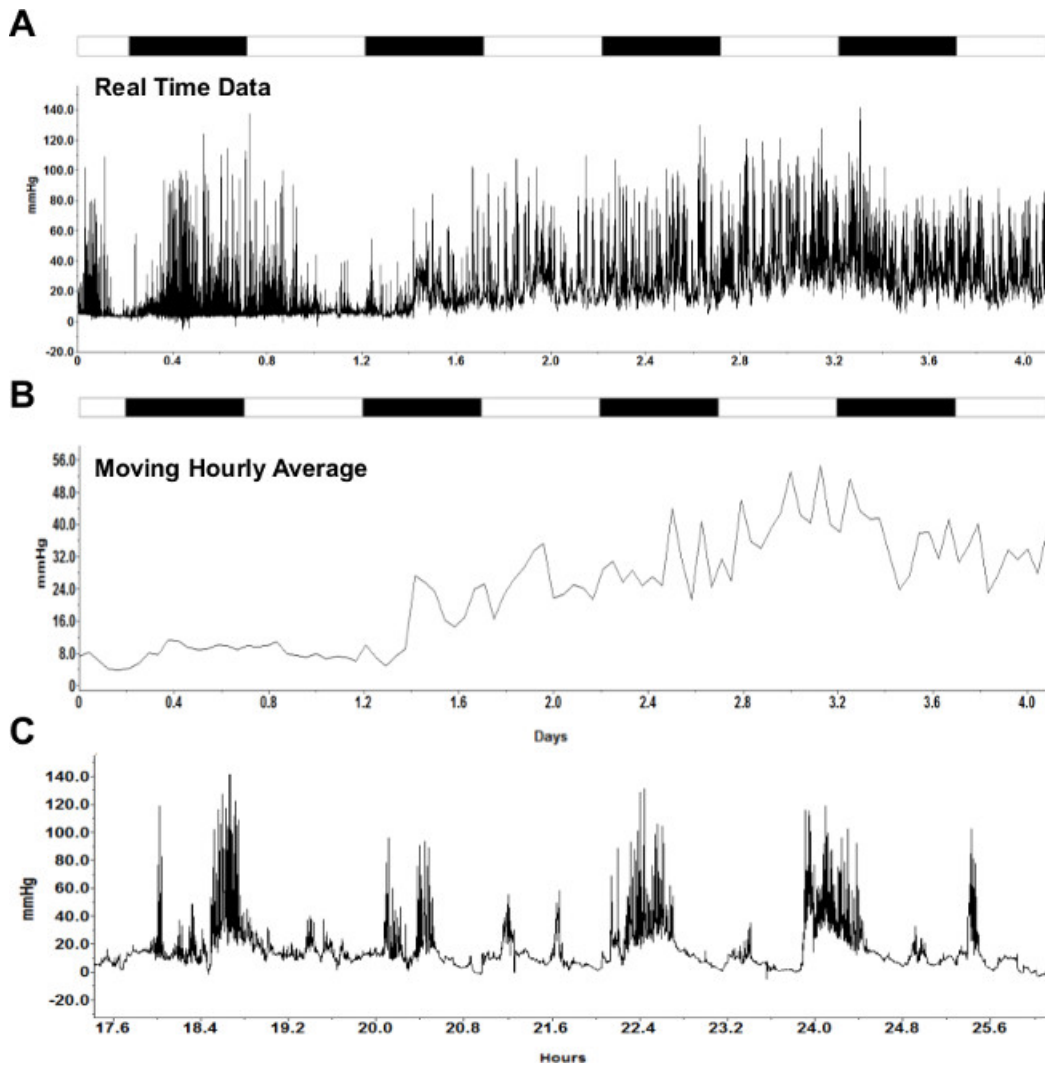 A
Real Time Data
mmHg
140.0
120.0
100.0
80.0
60.0
40.0
20.0
0
-20.0
0 0.4 0.8 1.2 1.6 2.0 2.4 2.8 3.2 3.6 4.0
B
Moving Hourly Average
mmHg
56.0
48.0
40.0
32.0
24.0
16.0
8.0
0
0 0.4 0.8 1.2 1.6 2.0 2.4 2.8 3.2 3.6 4.0
Days
C
mmHg
140.0
120.0
100.0
80.0
60.0
40.0
20.0
0
-20.0
17.6 18.4 19.2 20.0 20.8 21.6 22.4 23.2 24.0 24.8 25.6
Hours